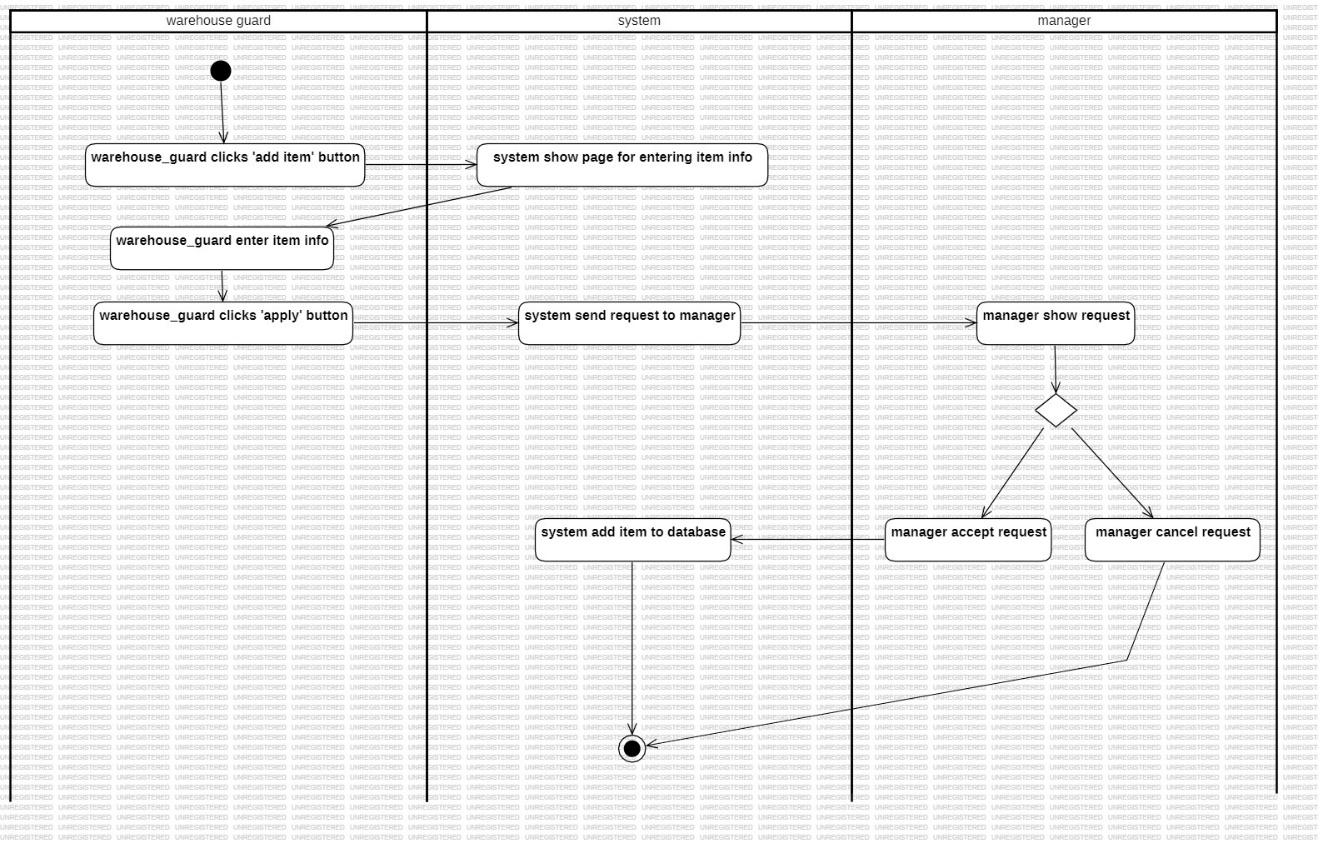 warehouse guard
system
manager
warehouse_guard clicks 'add item' button
system show page for entering item info
warehouse_guard enter item info
warehouse_guard clicks 'apply' button
system send request to manager
manager show request
system add item to database
manager accept request
manager cancel request
UNREGISTERED